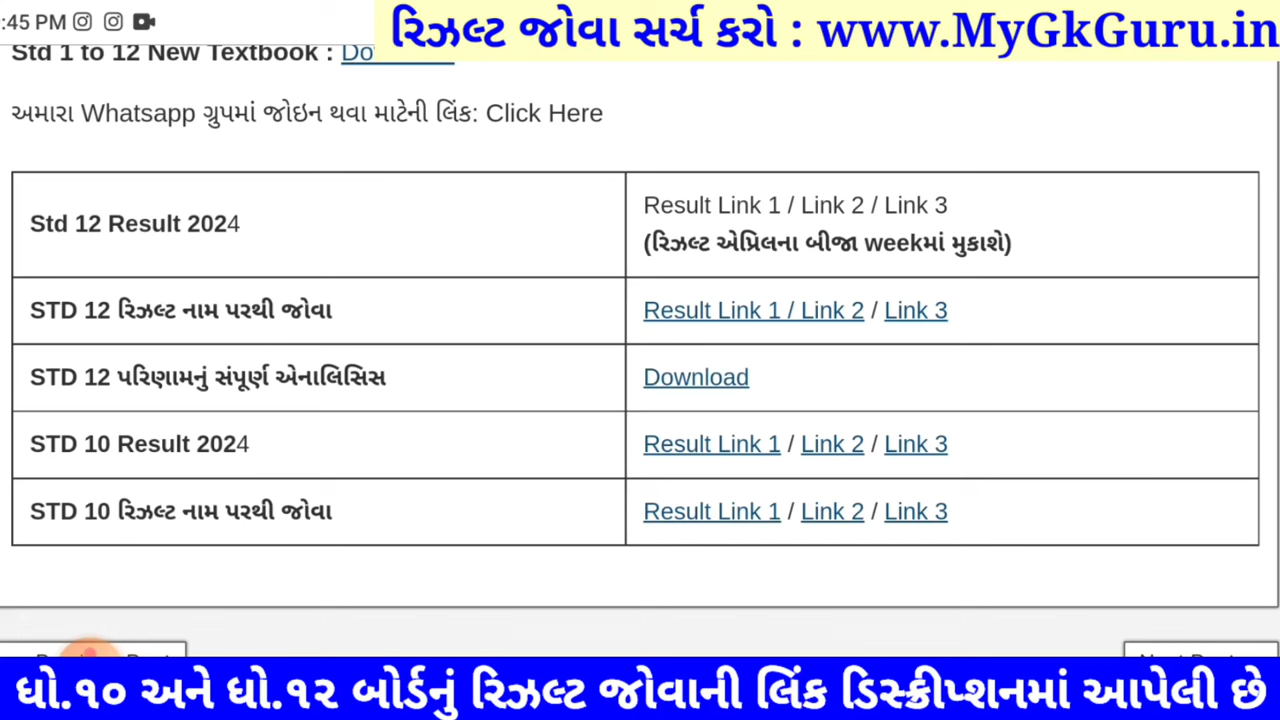 :45 PM
રિઝલ્ટ જોવા સર્ચ કરો : www.MyGkGuru.in
Std 1 to 12 New Textbook :
અમારા Whatsapp ગ્રુપમાં જોઇન થવા માટેની લિંક: Click Here
Std 12 Result 2024
Result Link 1 / Link 2 / Link 3
(રિઝલ્ટ એપ્રિલના બીજા weekમાં મુકાશે)
STD 12 રિઝલ્ટ નામ પરથી જોવા
Result Link 1 / Link 2 / Link 3
STD 12 પરિણામનું સંપૂર્ણ એનાલિસિસ
Download
STD 10 Result 2024
Result Link 1 / Link 2 / Link 3
STD 10 રિઝલ્ટ નામ પરથી જોવા
Result Link 1 / Link 2 / Link 3
ધો.૧૦ અને ધો.૧૨ બોર્ડનું રિઝલ્ટ જોવાની લિંક ડિસ્ક્રીપ્શનમાં આપેલી છે